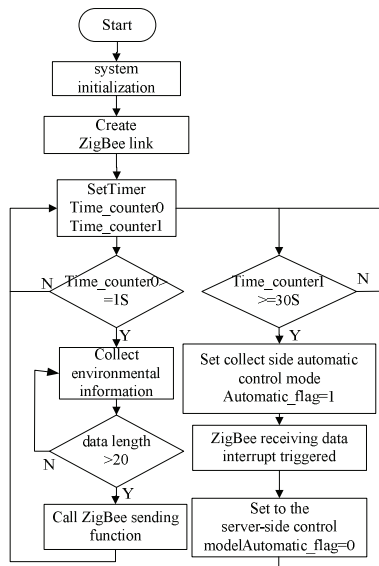 Start
system
initialization
Create
ZigBee link
SetTimer
Time_counter0
Time_counter1
Time_counter0>
=1S
N
Y
Collect
environmental
information
data length
>20
N
Y
Call ZigBee sending
function
Time_counter1
>=30S
N
Y
Set collect side automatic
control mode
Automatic_flag=1
ZigBee receiving data
interrupt triggered
Set to the
server-side control
modelAutomatic_flag=0